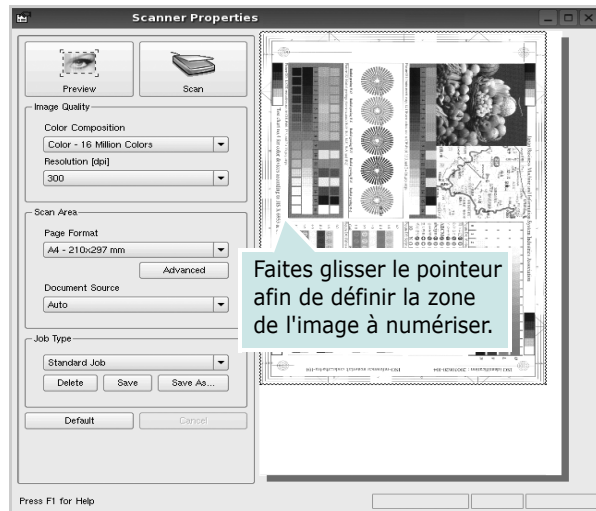 Scanner Properties
Preview
Scan
Image Quality
Color Composition
Color - 16 Million Colors
Resolution [dpi]
300
Scan Area
Page Format
A4 - 210x297 mm
Advanced
Document Source
Auto
Job Type
Standard Job
Delete Save Save As...
Default Cancel
Faites glisser le pointeur
afin de définir la zone
de l'image à numériser.
Press F1 for Help